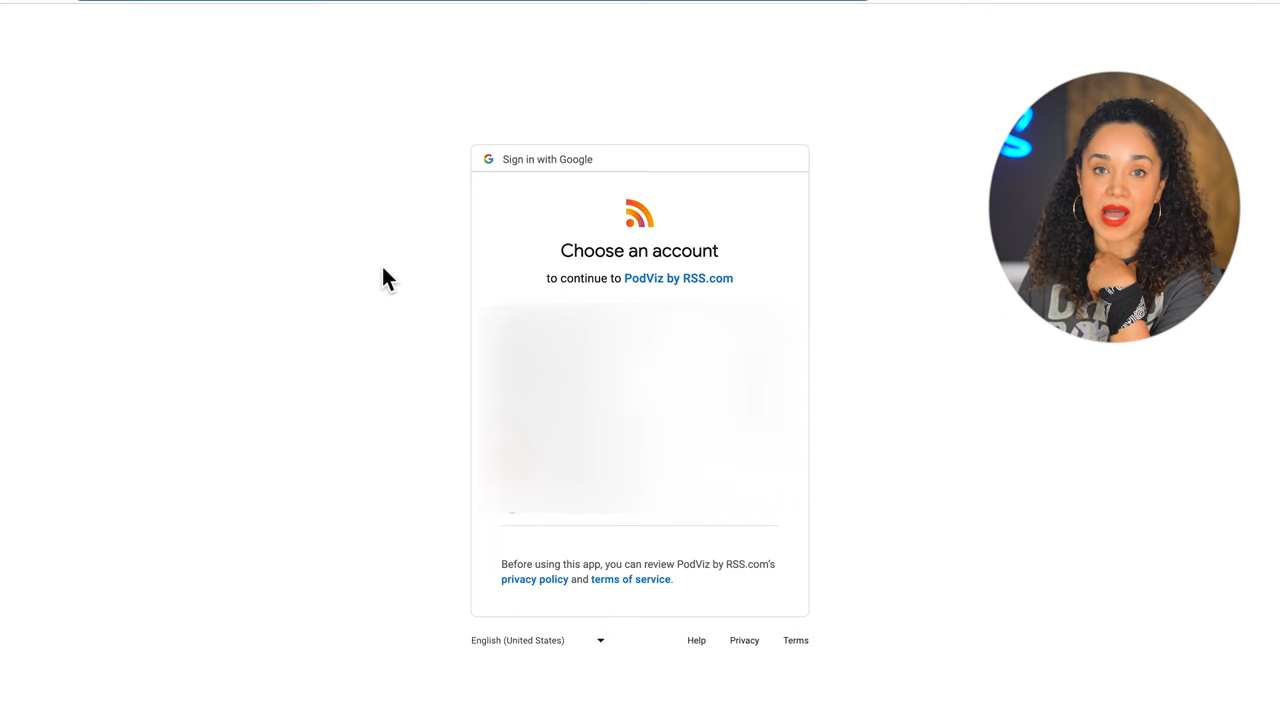 Sign in with Google
Choose an account
to continue to PodViz by RSS.com
Before using this app, you can review PodViz by RSS.com's
privacy policy and terms of service.
English (United States)
Help Privacy Terms